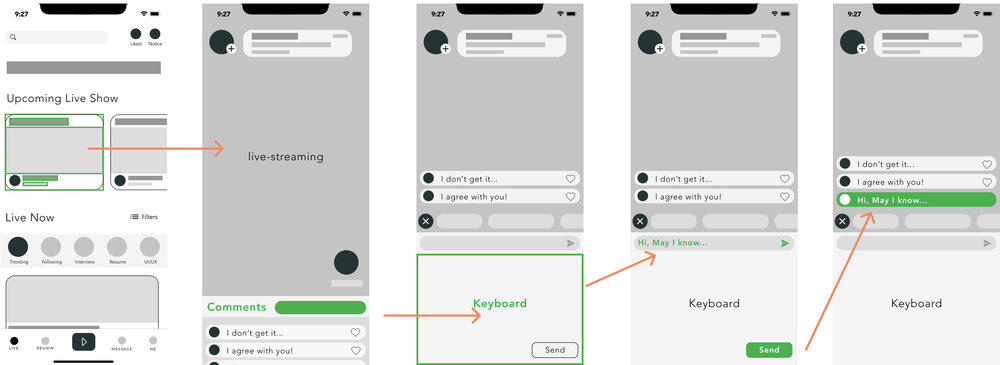 9:27
Liked
Notice
Upcoming Live Show
Live Now
Filters
Trending
Following
Interview
Resume
UI/UX
LIVE
REVIEW
MESSAGE
ME
9:27
live-streaming
Comments
I don't get it...
I agree with you!
9:27
I don't get it...
I agree with you!
Keyboard
Send
9:27
I don't get it...
I agree with you!
Hi, May I know...
Keyboard
Send
9:27
I don't get it...
I agree with you!
Hi, May I know...
Keyboard